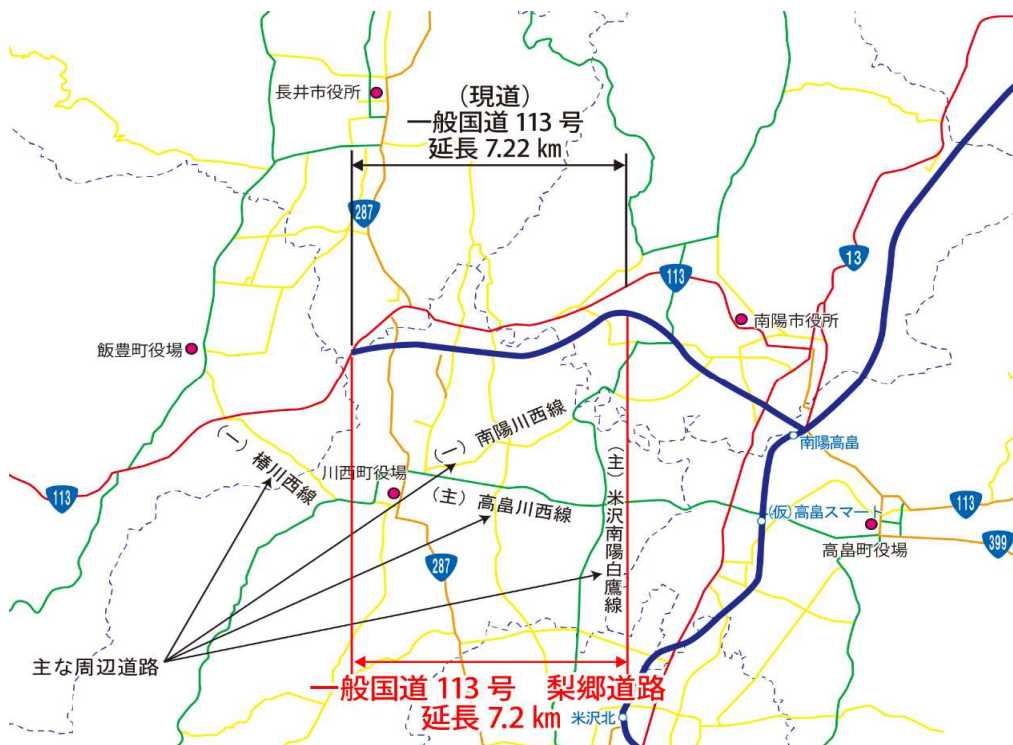 長井市役所
（現道）
一般国道 113 号
延長 7.22 km
287
13
113
南陽市役所
飯豊町役場
南陽高畠
（一）椿川西線
（一）南陽川西線
川西町役場
（主）高畠川西線
（主）米沢南陽白鷹線
113
(仮)高畠スマート
113
高畠町役場
399
287
主な周辺道路
一般国道 113 号　梨郷道路
延長 7.2 km
米沢北